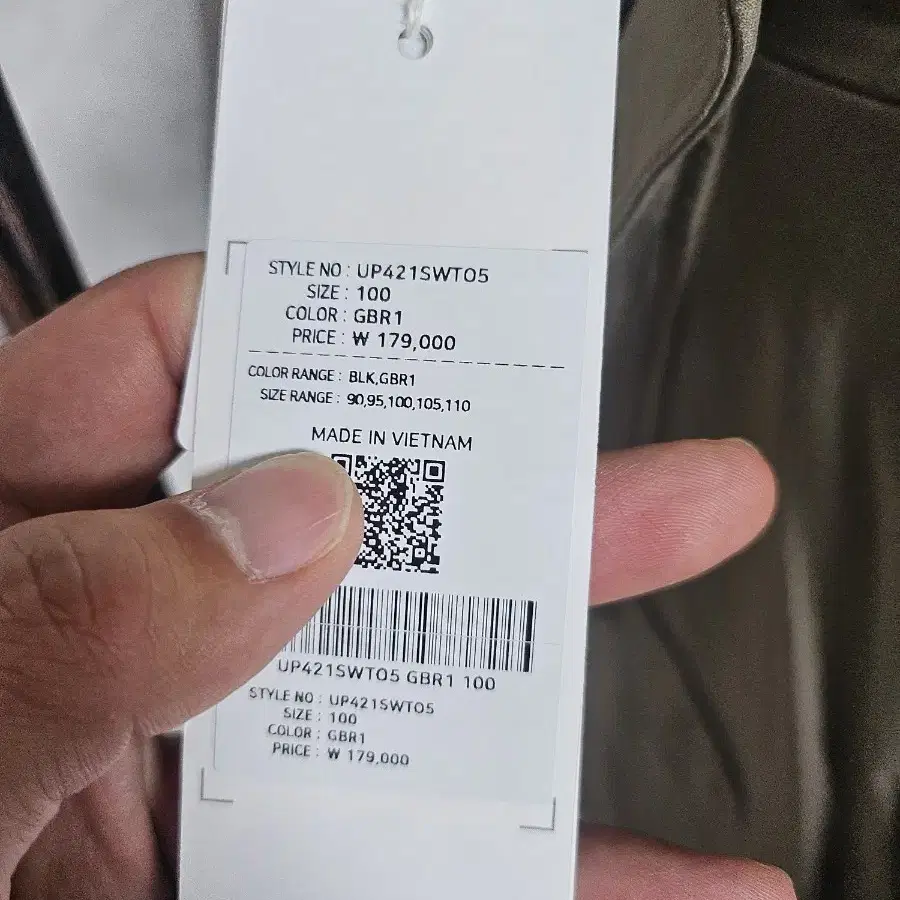 STYLE NO : UP421SWT05
SIZE : 100
COLOR : GBR1
PRICE : ₩ 179,000
COLOR RANGE : BLK,GBR1
SIZE RANGE : 90,95,100,105,110
MADE IN VIETNAM
UP421SWT05 GBR1 100
STYLE NO : UP421SWT05
SIZE : 100
COLOR : GBR1
PRICE : ₩ 179,000